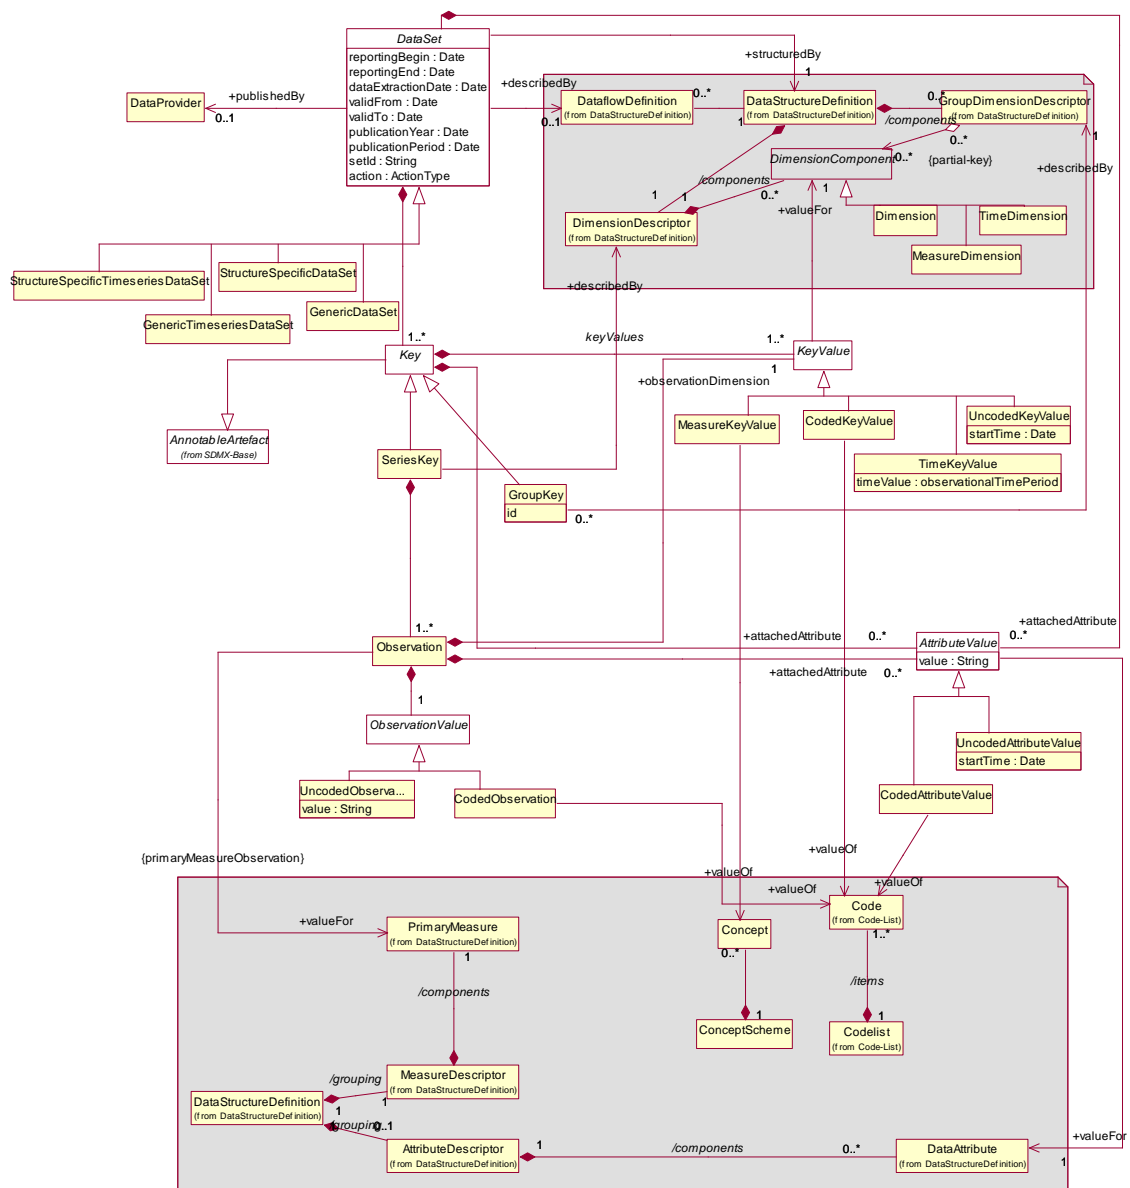 DataSet
reportingBegin : Date
reportingEnd : Date
dataExtractionDate : Date
validFrom : Date
validTo : Date
publicationYear : Date
publicationPeriod : Date
setId : String
action : ActionType
+structuredBy
1
+publishedBy
0..1
DataProvider
+describedBy
0..1
DataflowDefinition
(from DataStructureDefinition)
0..*
DataStructureDefinition
(from DataStructureDefinition)
1
0..*
/components
GroupDimensionDescriptor
(from DataStructureDefinition)
1
0..*
{partial-key}
+describedBy
DimensionComponent
0..*
1
/components
1
1
0..*
+valueFor
DimensionDescriptor
(from DataStructureDefinition)
Dimension
TimeDimension
MeasureDimension
+describedBy
StructureSpecificTimeseriesDataSet
StructureSpecificDataSet
GenericTimeseriesDataSet
GenericDataSet
1..*
Key
keyValues
1..*
KeyValue
1
+observationDimension
AnnotableArtefact
(from SDMX-Base)
SeriesKey
GroupKey
id
0..*
MeasureKeyValue
CodedKeyValue
UncodedKeyValue
startTime : Date
TimeKeyValue
timeValue : observationalTimePeriod
1..*
Observation
+attachedAttribute
0..*
+attachedAttribute
0..*
AttributeValue
value : String
0..*
+attachedAttribute
1
ObservationValue
UncodedObserva...
value : String
CodedObservation
UncodedAttributeValue
startTime : Date
CodedAttributeValue
{primaryMeasureObservation}
+valueOf
+valueOf
+valueOf
+valueOf
+valueFor
PrimaryMeasure
(from DataStructureDefinition)
1
Concept
0..*
Code
(from Code-List)
1..*
/components
/items
1
ConceptScheme
1
Codelist
(from Code-List)
/grouping
1
MeasureDescriptor
(from DataStructureDefinition)
DataStructureDefinition
(from DataStructureDefinition)
1
/grouping
0..1
AttributeDescriptor
(from DataStructureDefinition)
1
/components
0..*
DataAttribute
(from DataStructureDefinition)
+valueFor
1